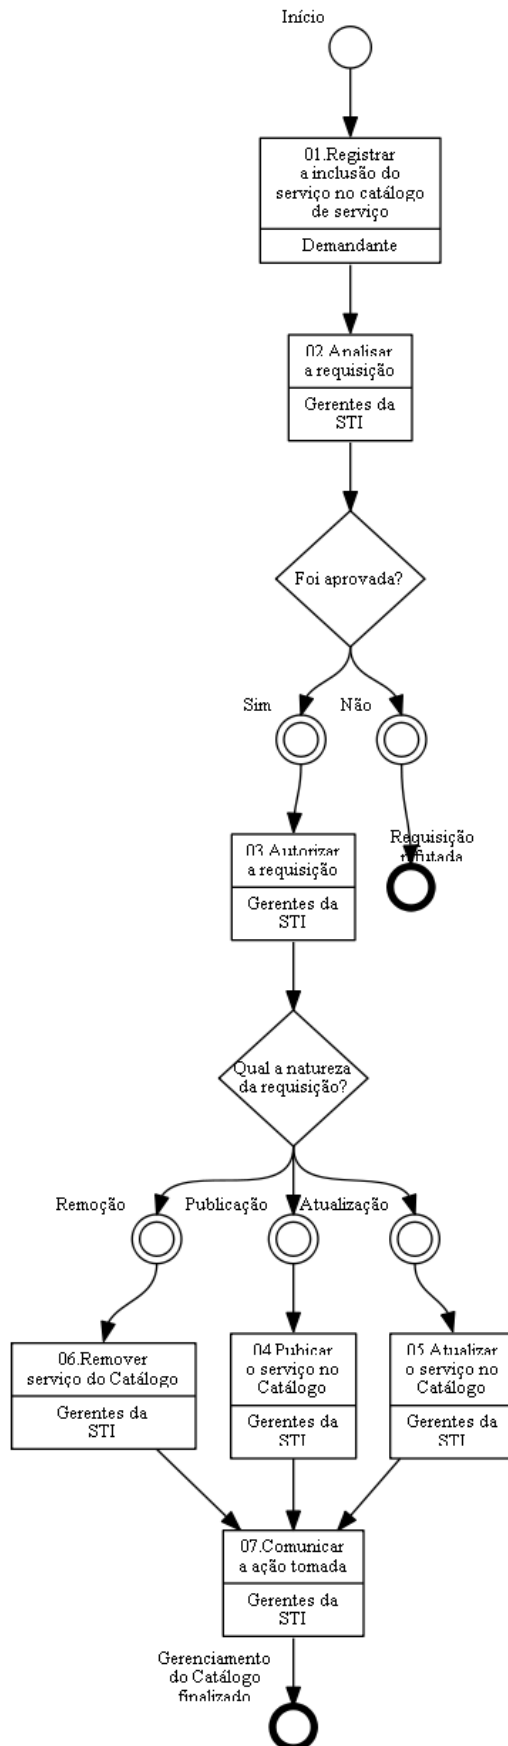 Início
01.Registrar
a inclusão do
serviço no catálogo
de serviço
Demandante
02.Analisar
a requisição
Gerentes da
STI
Foi aprovada?
Sim
Não
Requisição
refutada
03.Autorizar
a requisição
Gerentes da
STI
Qual a natureza
da requisição?
Remoção
Publicação
Atualização
06.Remover
serviço do Catálogo
Gerentes da
STI
04.Pubicar
o serviço no
Catálogo
Gerentes da
STI
05.Atualizar
o serviço no
Catálogo
Gerentes da
STI
07.Comunicar
a ação tomada
Gerentes da
STI
Gerenciamento
do Catálogo
finalizado